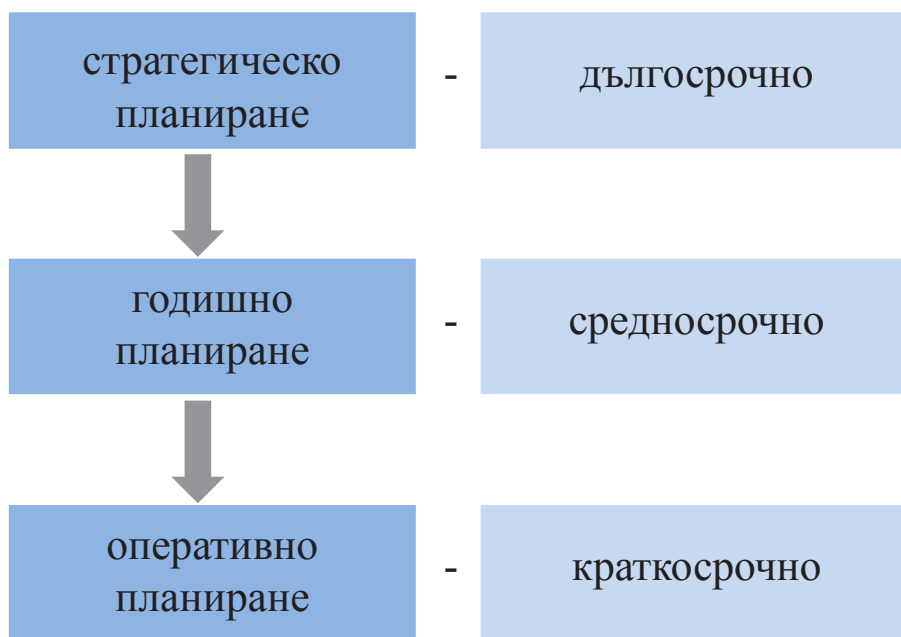 стратегическо
планиране
-
дългосрочно
годишно
планиране
-
средносрочно
оперативно
планиране
-
краткосрочно